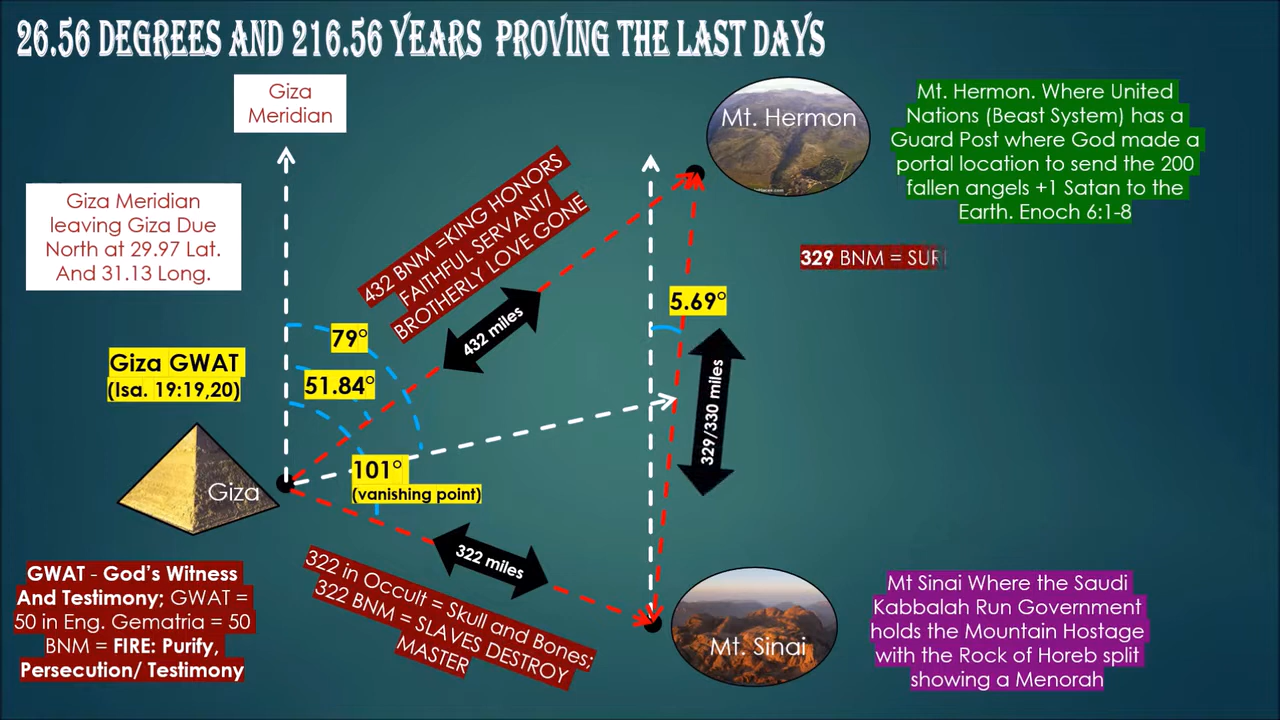 26.56 DEGREES AND 216.56 YEARS PROVING THE LAST DAYS
Giza
Meridian
Giza Meridian
leaving Giza Due
North at 29.97 Lat.
And 31.13 Long.
Mt. Hermon
Mt. Hermon. Where United
Nations (Beast System) has a
Guard Post where God made a
portal location to send the 200
fallen angels +1 Satan to the
Earth. Enoch 6:1-8
432 BNM =KING HONORS
FAITHFUL SERVANT/
BROTHERLY LOVE GONE
432 miles
329 BNM = SUR
5.69°
79°
51.84°
Giza GWAT
(Isa. 19:19,20)
Giza
329/330 miles
101°
(vanishing point)
322 miles
322 in Occult = Skull and Bones;
322 BNM = SLAVES DESTROY
MASTER
GWAT - God's Witness
And Testimony; GWAT =
50 in Eng. Gematria = 50
BNM = FIRE: Purify,
Persecution/ Testimony
Mt. Sinai
Mt Sinai Where the Saudi
Kabbalah Run Government
holds the Mountain Hostage
with the Rock of Horeb split
showing a Menorah